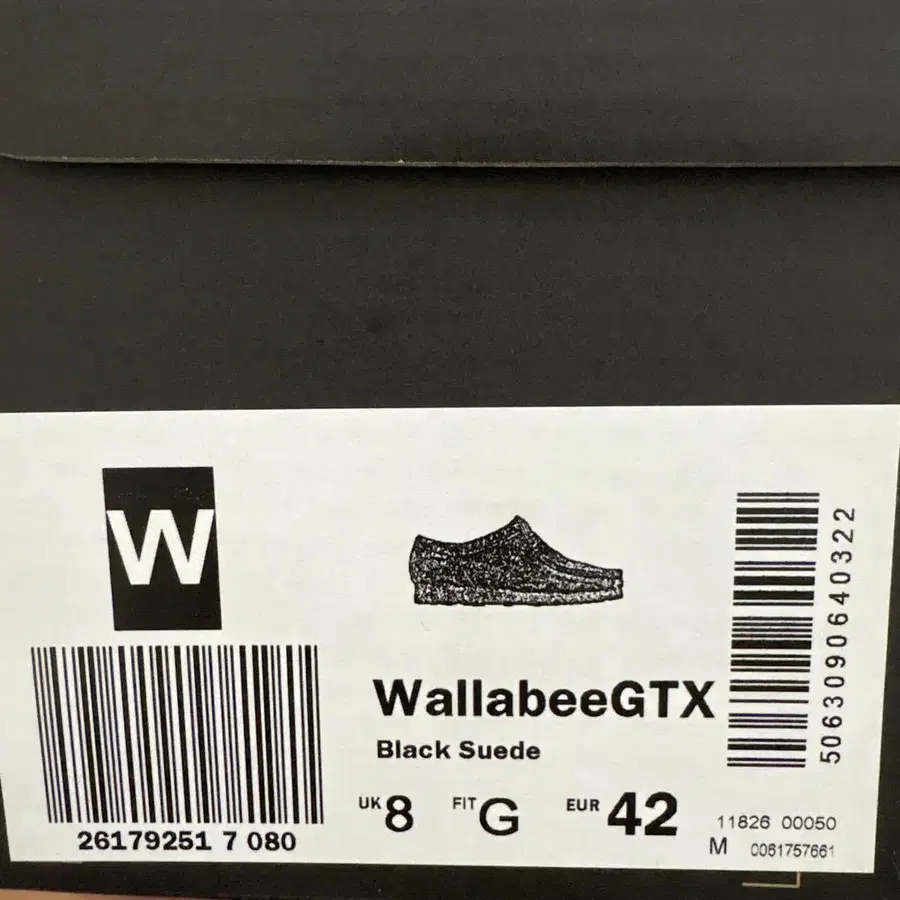 W
26179251 7 080
WallabeeGTX
Black Suede
UK 8 FIT G EUR 42
5063090640322
11826 00050
M 0061757661